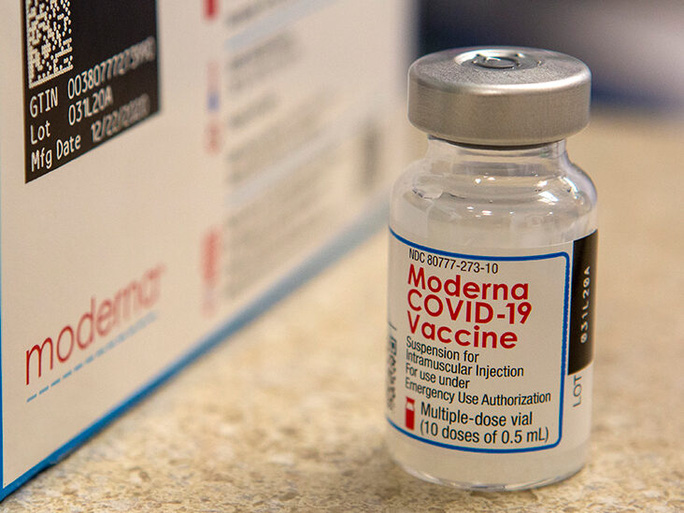 GTIN
Lot 031L20A
Mfg Date 12/22/2020
moderna
NDC 80777-273-10
Moderna
COVID-19
Vaccine
Suspension for
Intramuscular Injection
For use under
Emergency Use Authorization
Multiple-dose vial
(10 doses of 0.5 mL)
LOT 031L20A